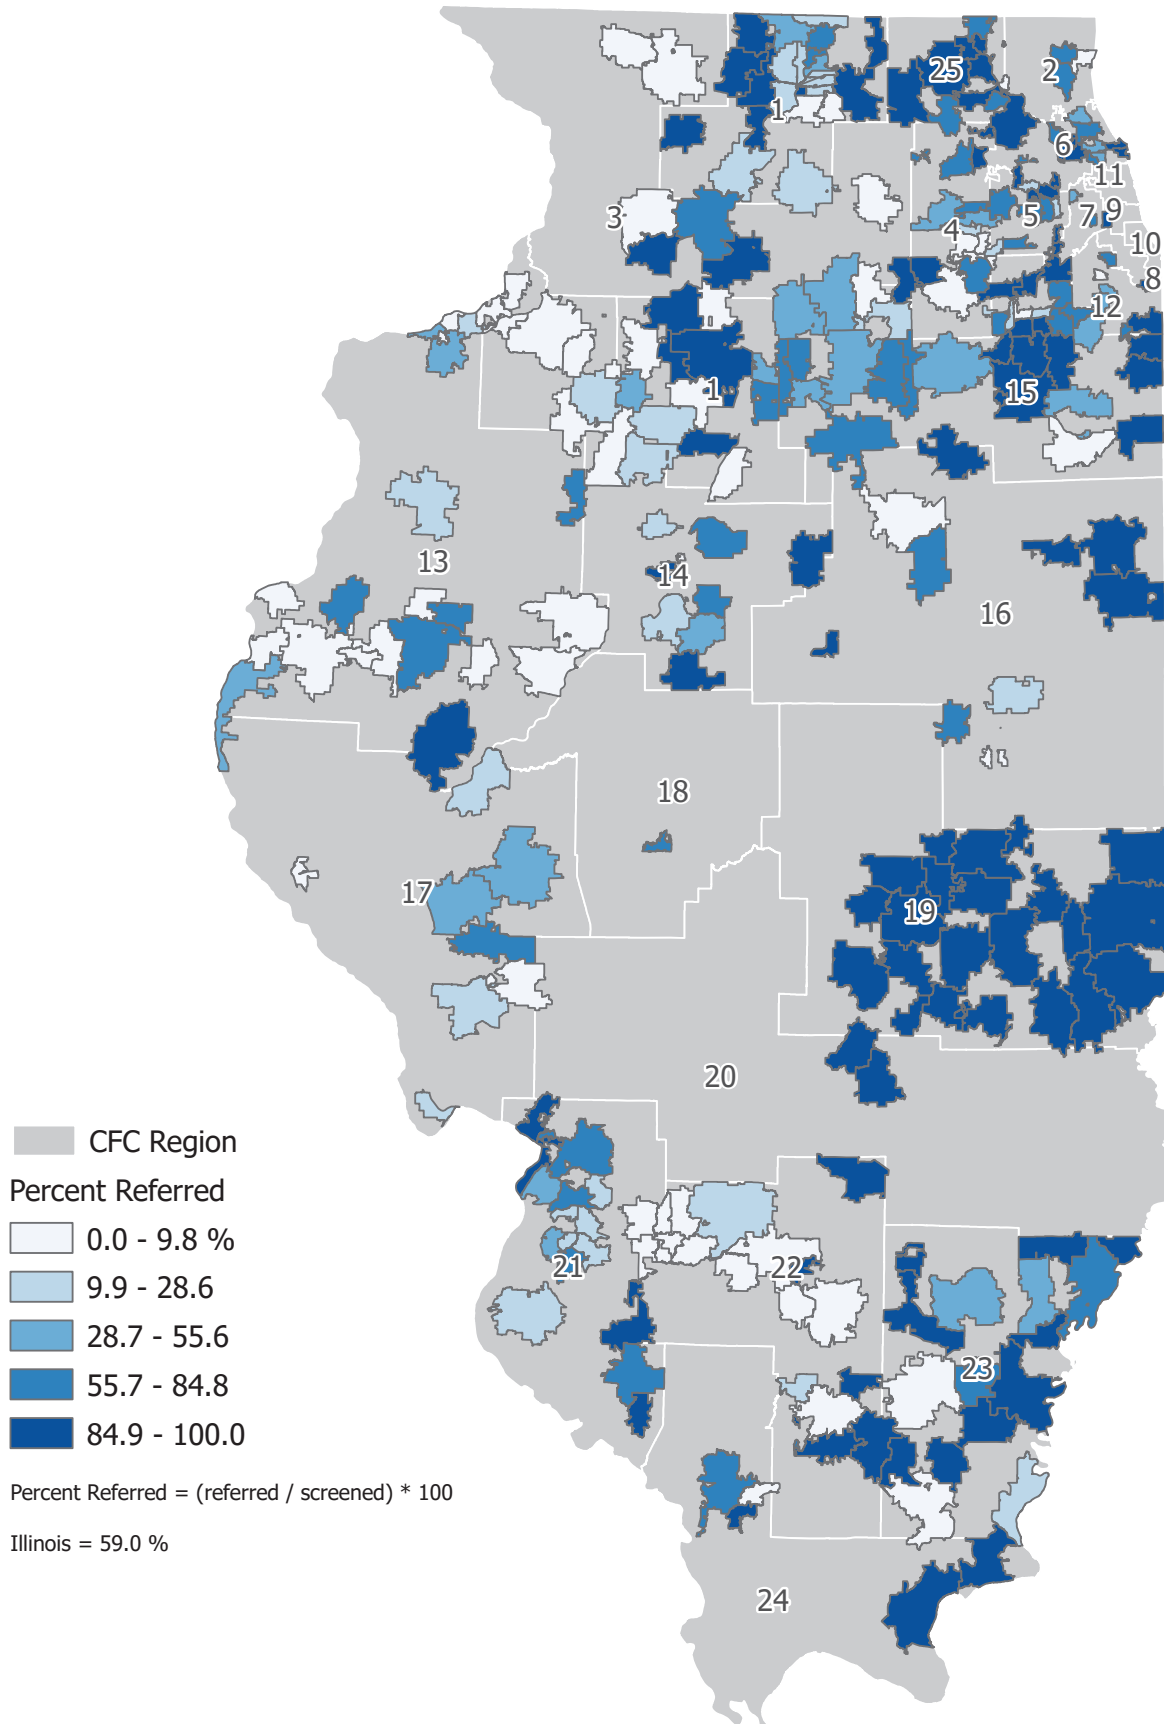 25
2
1
6
11
3
5
7
9
4
10
8
12
1
15
13
14
16
18
17
19
20
CFC Region
Percent Referred
0.0 - 9.8 %
9.9 - 28.6
21
22
28.7 - 55.6
55.7 - 84.8
23
84.9 - 100.0
Percent Referred = (referred / screened) * 100
Illinois = 59.0 %
24